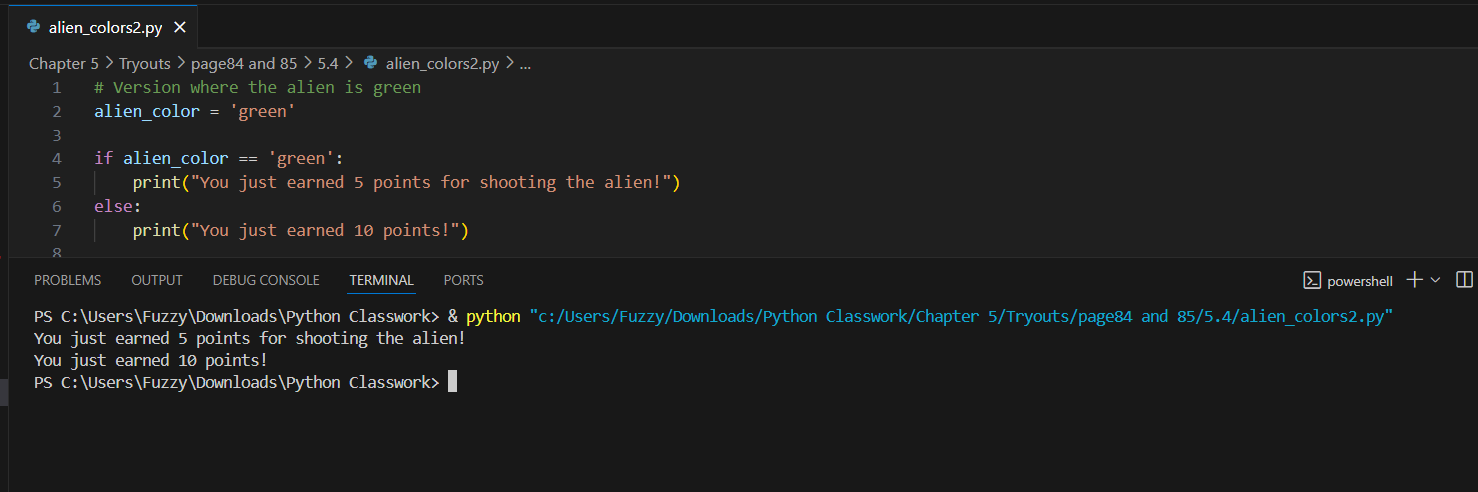 alien_colors2.py ×
Chapter 5 > Tryouts > page84 and 85 > 5.4 > alien_colors2.py > ...
1 # Version where the alien is green
2 alien_color = 'green'
3
4 if alien_color == 'green':
5     print("You just earned 5 points for shooting the alien!")
6 else:
7     print("You just earned 10 points!")
8
PROBLEMS OUTPUT DEBUG CONSOLE TERMINAL PORTS powershell
PS C:\Users\Fuzzy\Downloads\Python Classwork> & python "c:/Users/Fuzzy/Downloads/Python Classwork/Chapter 5/Tryouts/page84 and 85/5.4/alien_colors2.py"
You just earned 5 points for shooting the alien!
You just earned 10 points!
PS C:\Users\Fuzzy\Downloads\Python Classwork>